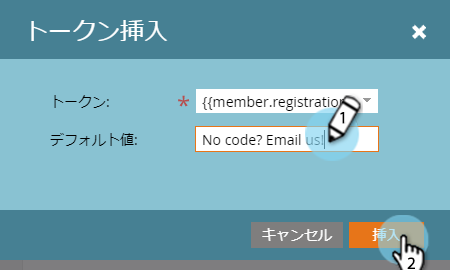 トークン挿入
トークン: * {{member.registration
デフォルト値: No code? Email us!
1
キャンセル 挿入
2